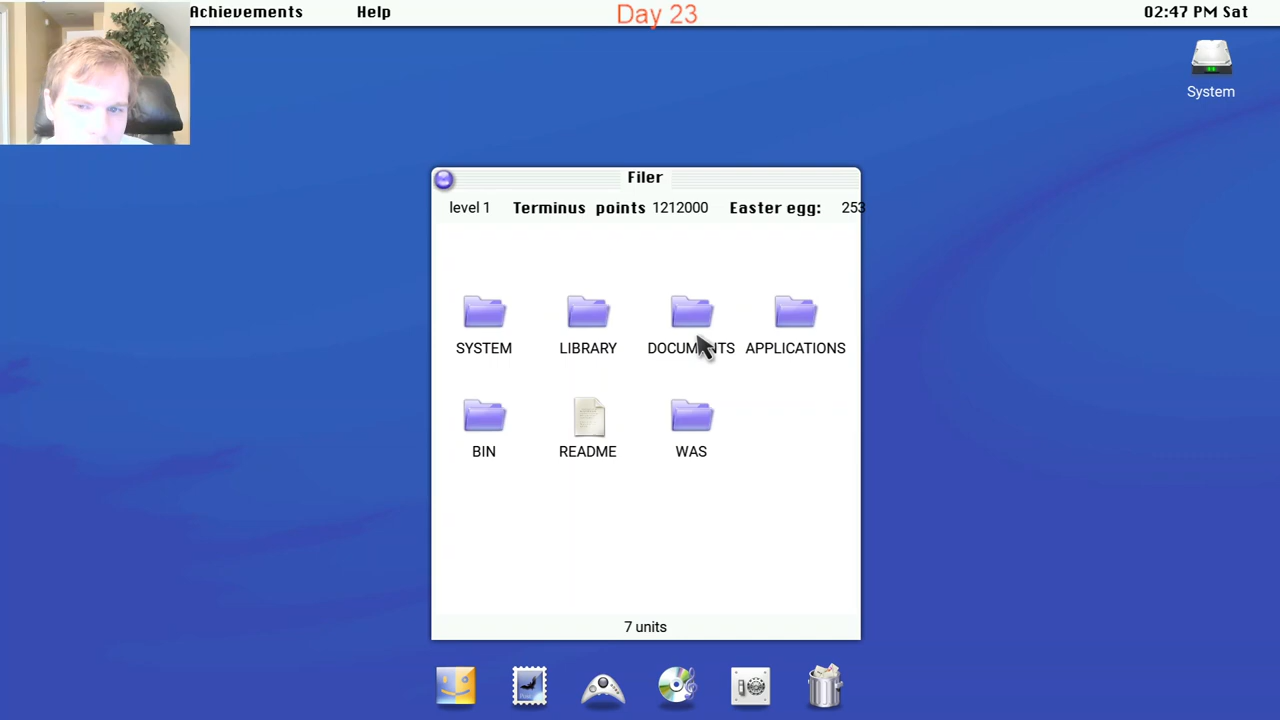 Achievements Help Day 23 02:47 PM Sat
System
Filer
level 1 Terminus points 1212000 Easter egg: 253
SYSTEM LIBRARY DOCUMENTS APPLICATIONS
BIN README WAS
7 units